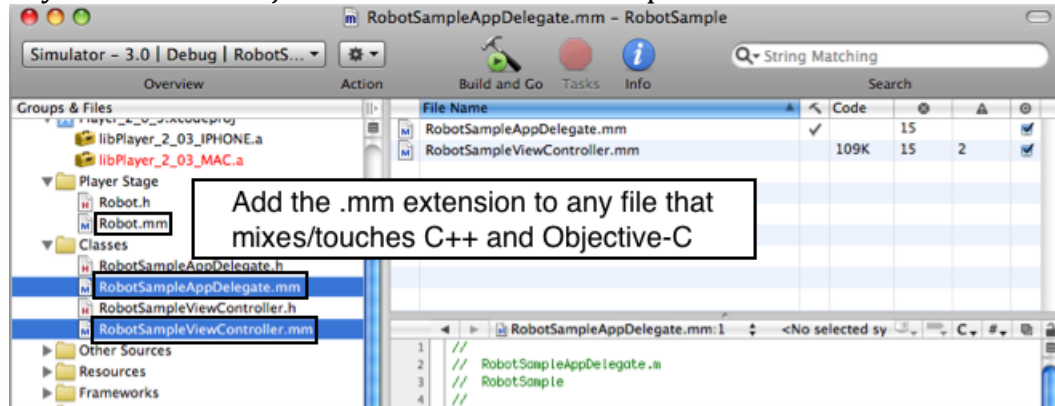 RobotSampleAppDelegate.mm – RobotSample
Simulator – 3.0 | Debug | RobotS...
String Matching
Overview
Action
Build and Go
Tasks
Info
Search
Groups & Files
File Name
Code
libPlayer_2_03_IPHONE.a
libPlayer_2_03_MAC.a
Player Stage
Robot.h
Robot.mm
Classes
RobotSampleAppDelegate.h
RobotSampleAppDelegate.mm
RobotSampleViewController.h
RobotSampleViewController.mm
Other Sources
Resources
Frameworks
RobotSampleAppDelegate.mm 15
RobotSampleViewController.mm 109K 15 2
Add the .mm extension to any file that
mixes/touches C++ and Objective-C
RobotSampleAppDelegate.mm:1 <No selected sy C #
1 //
2 // RobotSampleAppDelegate.m
3 // RobotSample
4 //